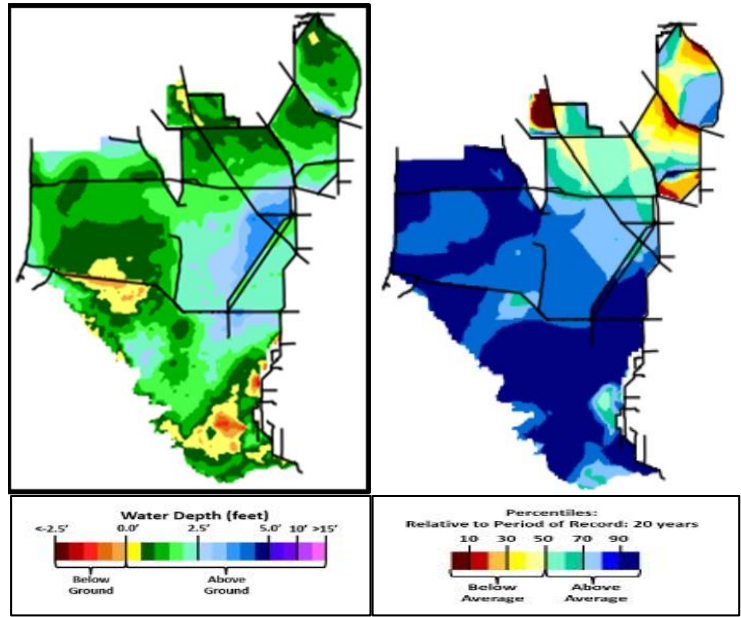 Water Depth (feet)
<-2.5' 0.0' 2.5' 5.0' 10' >15'
Below
Ground
Above
Ground
Percentiles:
Relative to Period of Record: 20 years
10 30 50 70 90
Below
Average
Above
Average